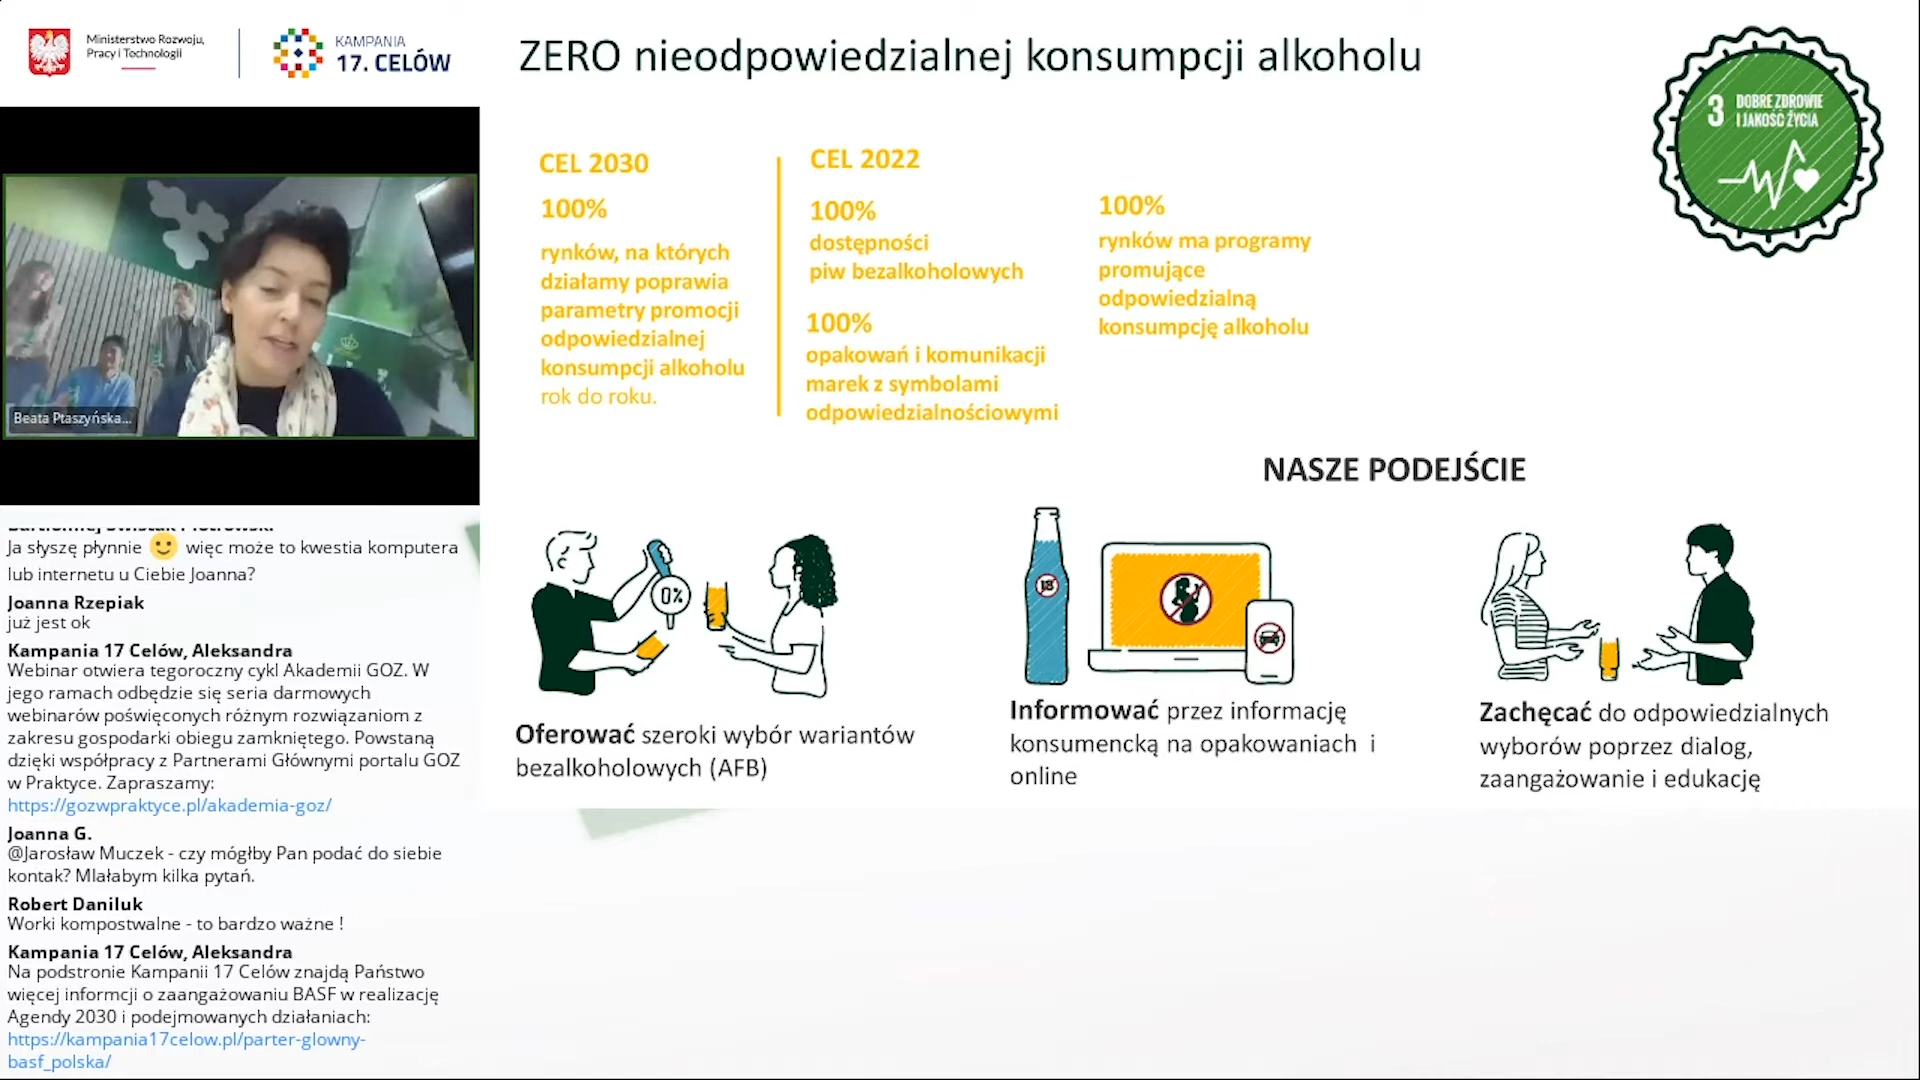 Ministerstwo Rozwoju,
Pracy i Technologii
KAMPANIA
17. CELÓW
ZERO nieodpowiedzialnej konsumpcji alkoholu
3 DOBRE ZDROWIE
I JAKOŚĆ ŻYCIA
CEL 2030
100%
rynków, na których
działamy poprawia
parametry promocji
odpowiedzialnej
konsumpcji alkoholu
rok do roku.
CEL 2022
100%
dostępności
piw bezalkoholowych
100%
opakowań i komunikacji
marek z symbolami
odpowiedzialnościowymi
100%
rynków ma programy
promujące
odpowiedzialną
konsumpcję alkoholu
Beata Ptaszyńska...
NASZE PODEJŚCIE
0%
18
Oferować szeroki wybór wariantów
bezalkoholowych (AFB)
Informować przez informację
konsumencką na opakowaniach i
online
Zachęcać do odpowiedzialnych
wyborów poprzez dialog,
zaangażowanie i edukację
Ja słyszę płynnie 🙂 więc może to kwestia komputera
lub internetu u Ciebie Joanna?
Joanna Rzepiak
już jest ok
Kampania 17 Celów, Aleksandra
Webinar otwiera tegoroczny cykl Akademii GOZ. W
jego ramach odbędzie się seria darmowych
webinarów poświęconych różnym rozwiązaniom z
zakresu gospodarki obiegu zamkniętego. Powstaną
dzięki współpracy z Partnerami Głównymi portalu GOZ
w Praktyce. Zapraszamy:
https://gozwpraktyce.pl/akademia-goz/
Joanna G.
@Jarosław Muczek - czy mógłby Pan podać do siebie
kontak? Mlałabym kilka pytań.
Robert Daniluk
Worki kompostwalne - to bardzo ważne !
Kampania 17 Celów, Aleksandra
Na podstronie Kampanii 17 Celów znajdą Państwo
więcej informcji o zaangażowaniu BASF w realizację
Agendy 2030 i podejmowanych działaniach:
https://kampania17celow.pl/parter-glowny-
basf_polska/